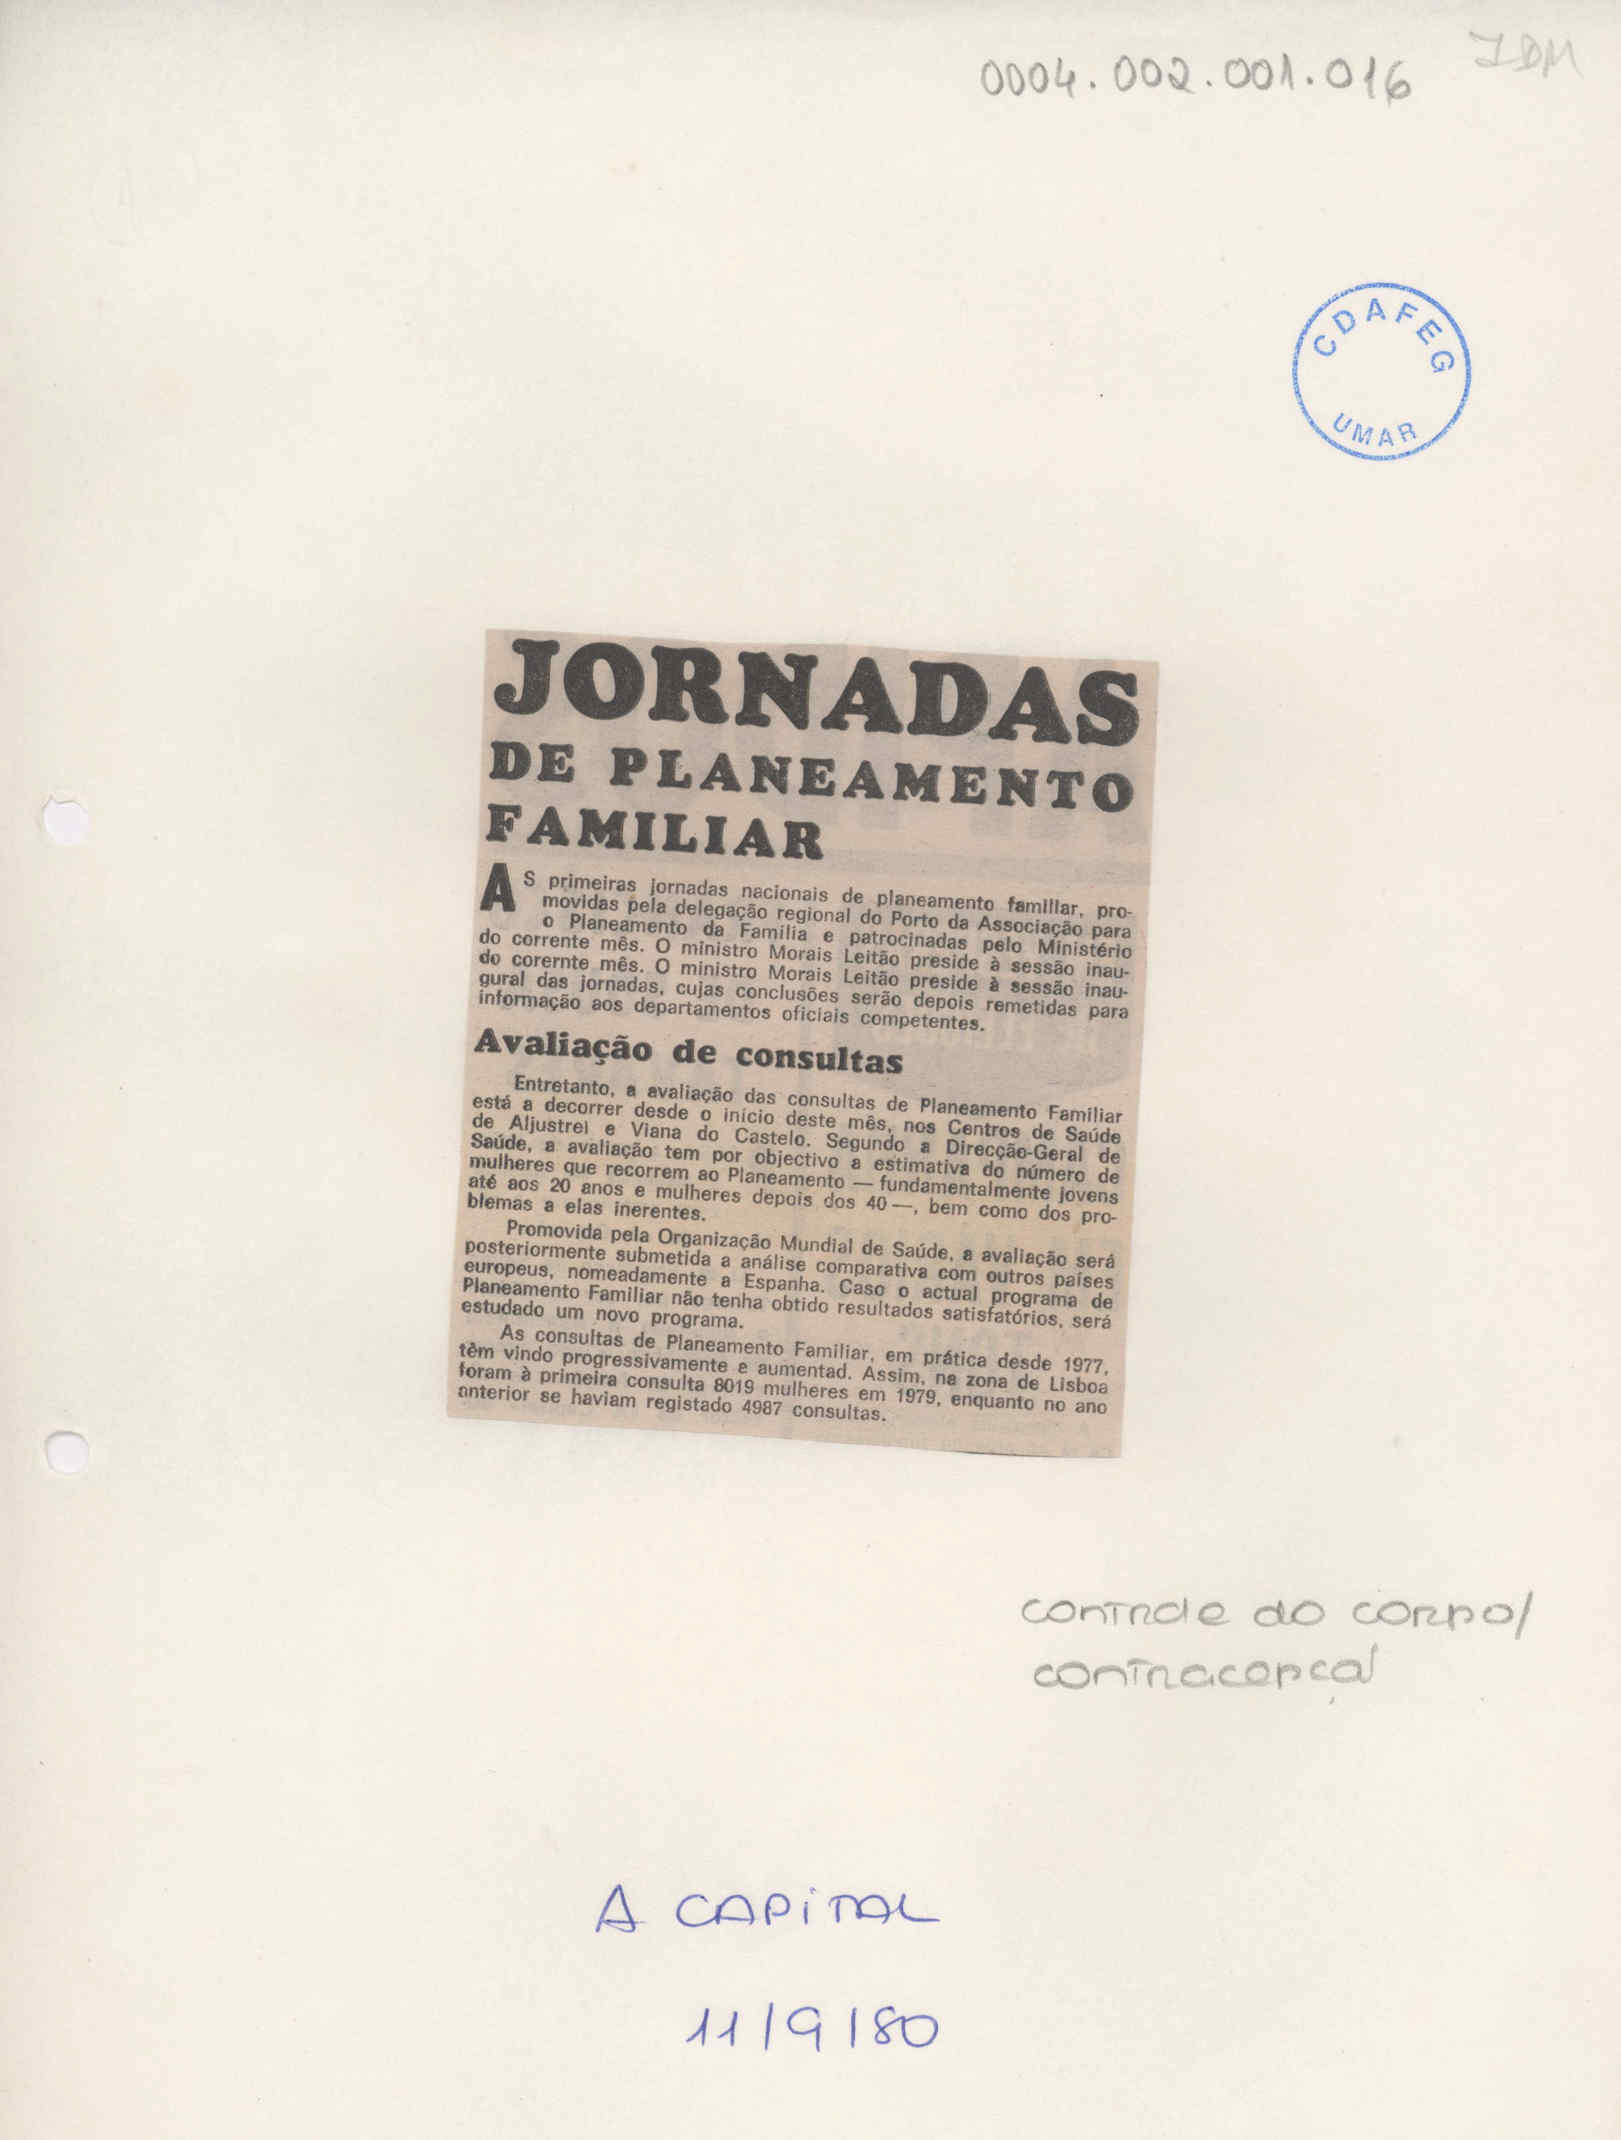 0004.002.001.016
IDM
CDAFEG
UMAR
JORNADAS
DE PLANEAMENTO
FAMILIAR
AS primeiras jornadas nacionais de planeamento familiar, pro-
movidas pela delegação regional do Porto da Associação para
o Planeamento da Família e patrocinadas pelo Ministério
do corrente mês. O ministro Morais Leitão preside à sessão inau-
do corernte mês. O ministro Morais Leitão preside à sessão inau-
gural das jornadas, cujas conclusões serão depois remetidas para
informação aos departamentos oficiais competentes.
Avaliação de consultas
Entretanto, a avaliação das consultas de Planeamento Familiar
está a decorrer desde o início deste mês, nos Centros de Saúde
de Aljustrel e Viana do Castelo. Segundo a Direcção-Geral de
Saúde, a avaliação tem por objectivo a estimativa do número de
mulheres que recorrem ao Planeamento — fundamentalmente jovens
até aos 20 anos e mulheres depois dos 40 —, bem como dos pro-
blemas a elas inerentes.
Promovida pela Organização Mundial de Saúde, a avaliação será
posteriormente submetida a análise comparativa com outros países
europeus, nomeadamente a Espanha. Caso o actual programa de
Planeamento Familiar não tenha obtido resultados satisfatórios, será
estudado um novo programa.
As consultas de Planeamento Familiar, em prática desde 1977,
têm vindo progressivamente e aumentad. Assim, na zona de Lisboa
foram à primeira consulta 8019 mulheres em 1979, enquanto no ano
anterior se haviam registado 4987 consultas.
controle do corpo/
A CAPITAL
11/9/80